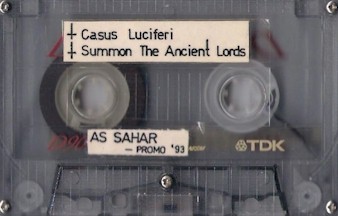 Casus Luciferi
Summon The Ancient Lords
AS SAHAR
– PROMO '93
TDK